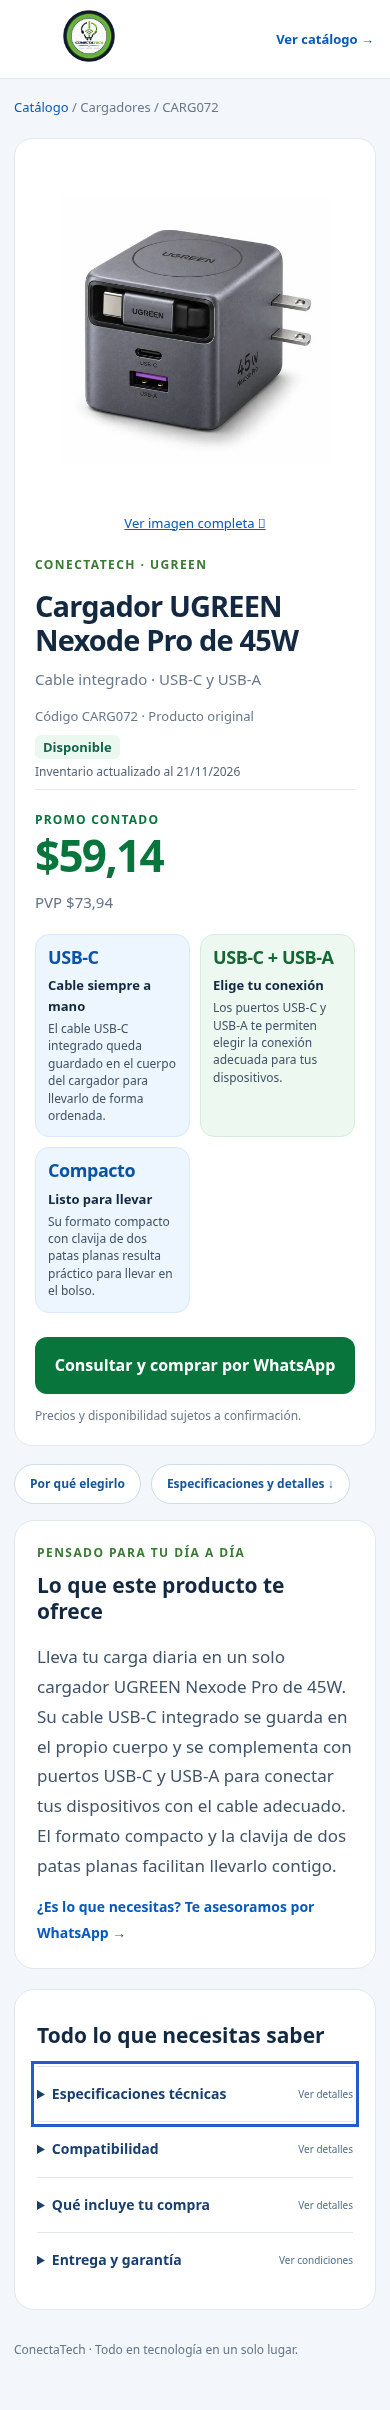 CONECTATECH
Ver catálogo →
Catálogo / Cargadores / CARG072
UGREEN
UGREEN
USB-C
USB-A
45W
Nexode Pro
Ver imagen completa
CONECTATECH · UGREEN
Cargador UGREEN
Nexode Pro de 45W
Cable integrado · USB-C y USB-A
Código CARG072 · Producto original
Disponible
Inventario actualizado al 21/11/2026
PROMO CONTADO
$59,14
PVP $73,94
USB-C
Cable siempre a
mano
El cable USB-C
integrado queda
guardado en el cuerpo
del cargador para
llevarlo de forma
ordenada.
USB-C + USB-A
Elige tu conexión
Los puertos USB-C y
USB-A te permiten
elegir la conexión
adecuada para tus
dispositivos.
Compacto
Listo para llevar
Su formato compacto
con clavija de dos
patas planas resulta
práctico para llevar en
el bolso.
Consultar y comprar por WhatsApp
Precios y disponibilidad sujetos a confirmación.
Por qué elegirlo
Especificaciones y detalles ↓
PENSADO PARA TU DÍA A DÍA
Lo que este producto te
ofrece
Lleva tu carga diaria en un solo
cargador UGREEN Nexode Pro de 45W.
Su cable USB-C integrado se guarda en
el propio cuerpo y se complementa con
puertos USB-C y USB-A para conectar
tus dispositivos con el cable adecuado.
El formato compacto y la clavija de dos
patas planas facilitan llevarlo contigo.
¿Es lo que necesitas? Te asesoramos por
WhatsApp →
Todo lo que necesitas saber
Especificaciones técnicas Ver detalles
Compatibilidad Ver detalles
Qué incluye tu compra Ver detalles
Entrega y garantía Ver condiciones
ConectaTech · Todo en tecnología en un solo lugar.